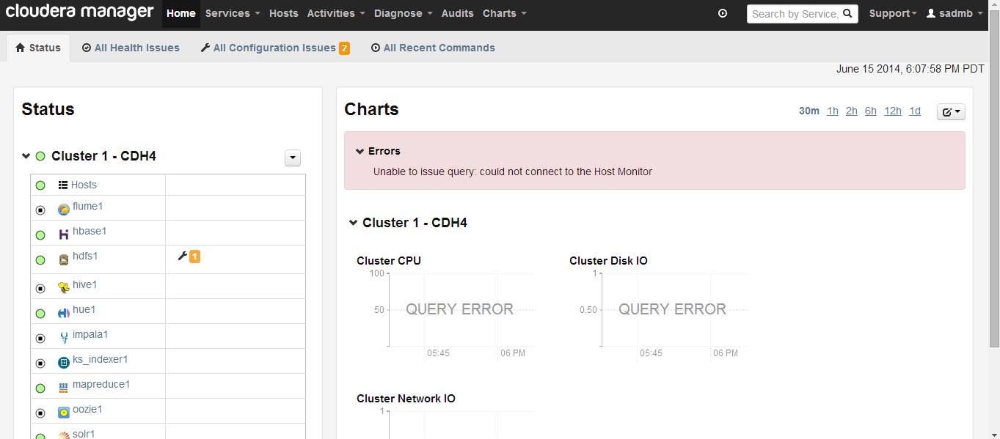 cloudera manager Home Services Hosts Activities Diagnose Audits Charts Search by Service, Support sadmb
Status All Health Issues All Configuration Issues 2 All Recent Commands
June 15 2014, 6:07:58 PM PDT
Status
Cluster 1 - CDH4
Hosts
flume1
hbase1
hdfs1 1
hive1
hue1
impala1
ks_indexer1
mapreduce1
oozie1
solr1
Charts 30m 1h 2h 6h 12h 1d
Errors
Unable to issue query: could not connect to the Host Monitor
Cluster 1 - CDH4
Cluster CPU
100
50
QUERY ERROR
05:45 06 PM
Cluster Disk IO
1
0.50
QUERY ERROR
05:45 06 PM
Cluster Network IO
1